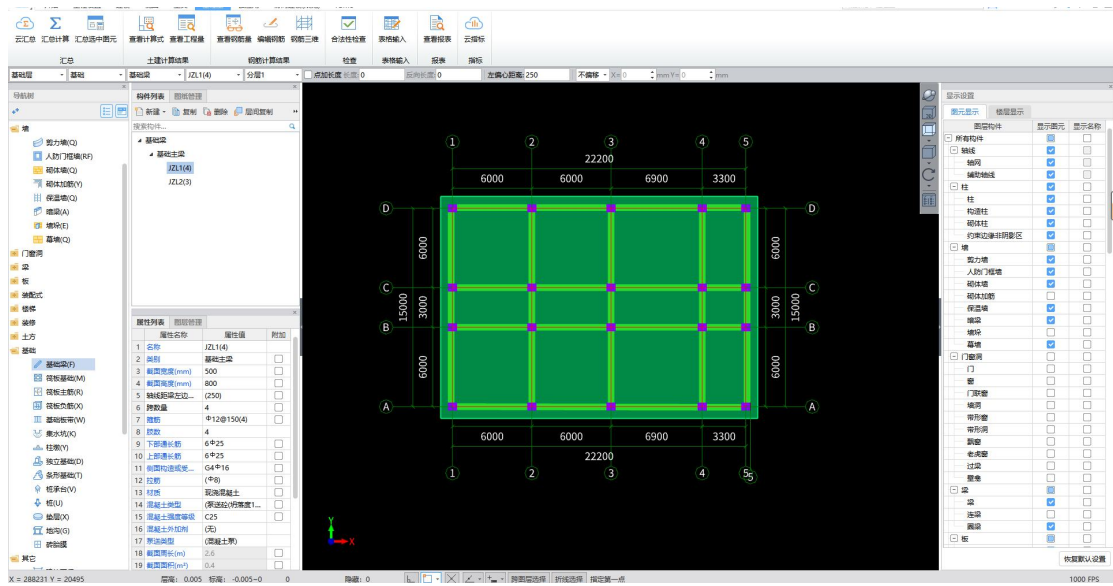 云汇总 汇总计算 汇总选中图元 查看计算式 查看工程量 查看钢筋量 编辑钢筋 钢筋三维 合法性检查 表格输入 查看报表 云指标
汇总 土建计算结果 钢筋计算结果 检查 表格输入 报表 指标
基础层 基础 基础梁 JZL1(4) 分层1 点加长度 长度: 0 反向长度: 0 左偏心距离: 250 不偏移 X= 0 mm Y= 0 mm
导航树
墙
剪力墙(Q)
人防门框墙(RF)
砌体墙(Q)
砌体加筋(Y)
保温墙(Q)
暗梁(A)
墙垛(E)
幕墙(Q)
门窗洞
梁
板
装配式
楼梯
装修
土方
基础
基础梁(F)
筏板基础(M)
筏板主筋(R)
筏板负筋(X)
基础板带(W)
集水坑(K)
柱墩(Y)
独立基础(D)
条形基础(T)
桩承台(V)
桩(U)
垫层(X)
地沟(G)
砖胎膜
其它
构件列表 图纸管理
新建 复制 删除 层间复制
搜索构件...
基础梁
基础主梁
JZL1(4)
JZL2(3)
属性列表 图层管理
属性名称 属性值 附加
1 名称 JZL1(4)
2 类别 基础主梁
3 截面宽度(mm) 500
4 截面高度(mm) 800
5 轴线距梁左边... (250)
6 跨数量 4
7 箍筋 Φ12@150(4)
8 肢数 4
9 下部通长筋 6Φ25
10 上部通长筋 6Φ25
11 侧面构造或受... G4Φ16
12 拉筋 (Φ8)
13 材质 现浇混凝土
14 混凝土类型 (泵送砼(坍落度1...
15 混凝土强度等级 C25
16 混凝土外加剂 (无)
17 泵送类型 (混凝土泵)
18 截面周长(m) 2.6
19 截面面积(m²) 0.4
1 2 3 4 5
22200
6000 6000 6900 3300
D D
6000 6000
C C
15000 3000 3000 15000
B B
6000 6000
A A
6000 6000 6900 3300
22200
1 2 3 4 5 5
Y
X
显示设置
图元显示 楼层显示
图层构件 显示图元 显示名称
所有构件
轴线
轴网
辅助轴线
柱
柱
构造柱
砌体柱
约束边缘非阴影区
墙
剪力墙
人防门框墙
砌体墙
砌体加筋
保温墙
暗梁
墙垛
幕墙
门窗洞
门
窗
门联窗
墙洞
带形窗
带形洞
飘窗
老虎窗
过梁
壁龛
梁
梁
连梁
圈梁
板
恢复默认设置
X = 288231 Y = 20495 层高: 0.005 标高: -0.005~0 0 隐藏: 0 跨图层选择 折线选择 指定第一点 1000 FPS